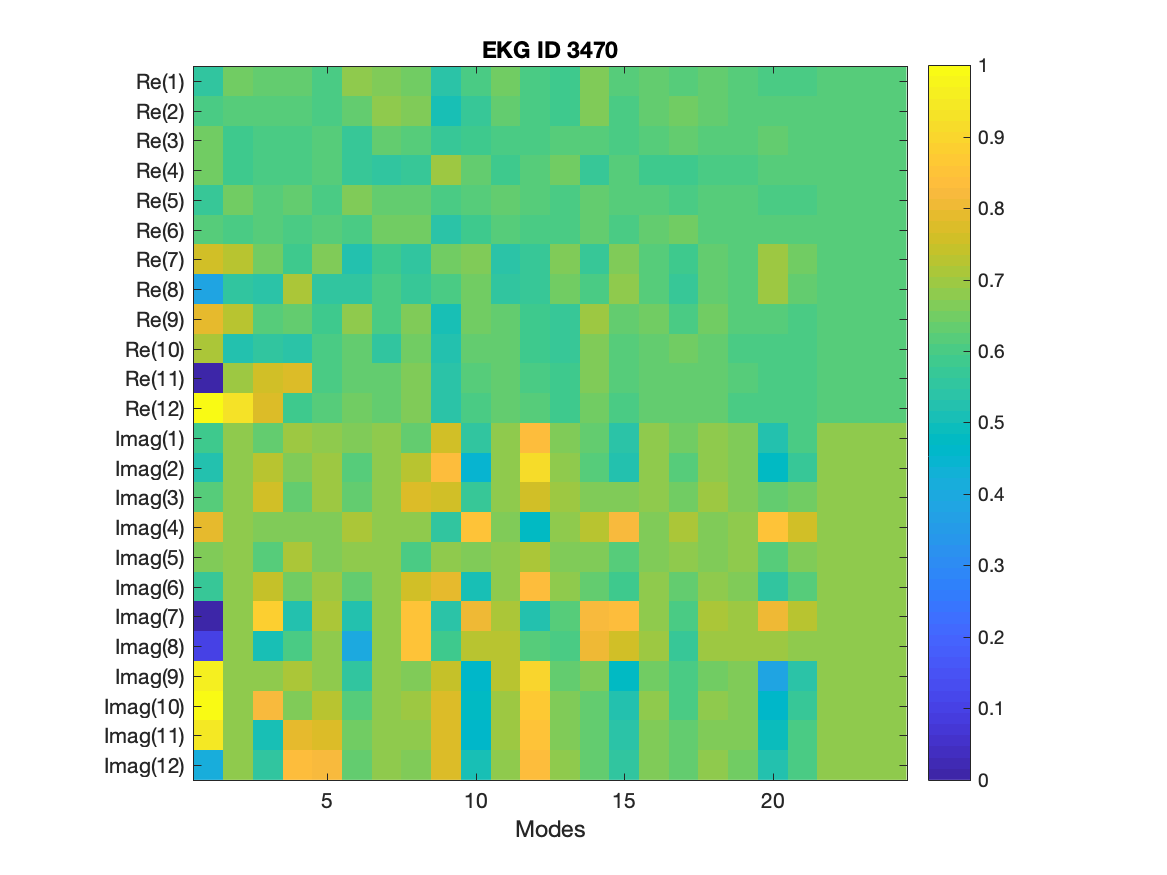 EKG ID 3470
Re(1)
Re(2)
Re(3)
Re(4)
Re(5)
Re(6)
Re(7)
Re(8)
Re(9)
Re(10)
Re(11)
Re(12)
Imag(1)
Imag(2)
Imag(3)
Imag(4)
Imag(5)
Imag(6)
Imag(7)
Imag(8)
Imag(9)
Imag(10)
Imag(11)
Imag(12)
5 10 15 20
Modes
1
0.9
0.8
0.7
0.6
0.5
0.4
0.3
0.2
0.1
0